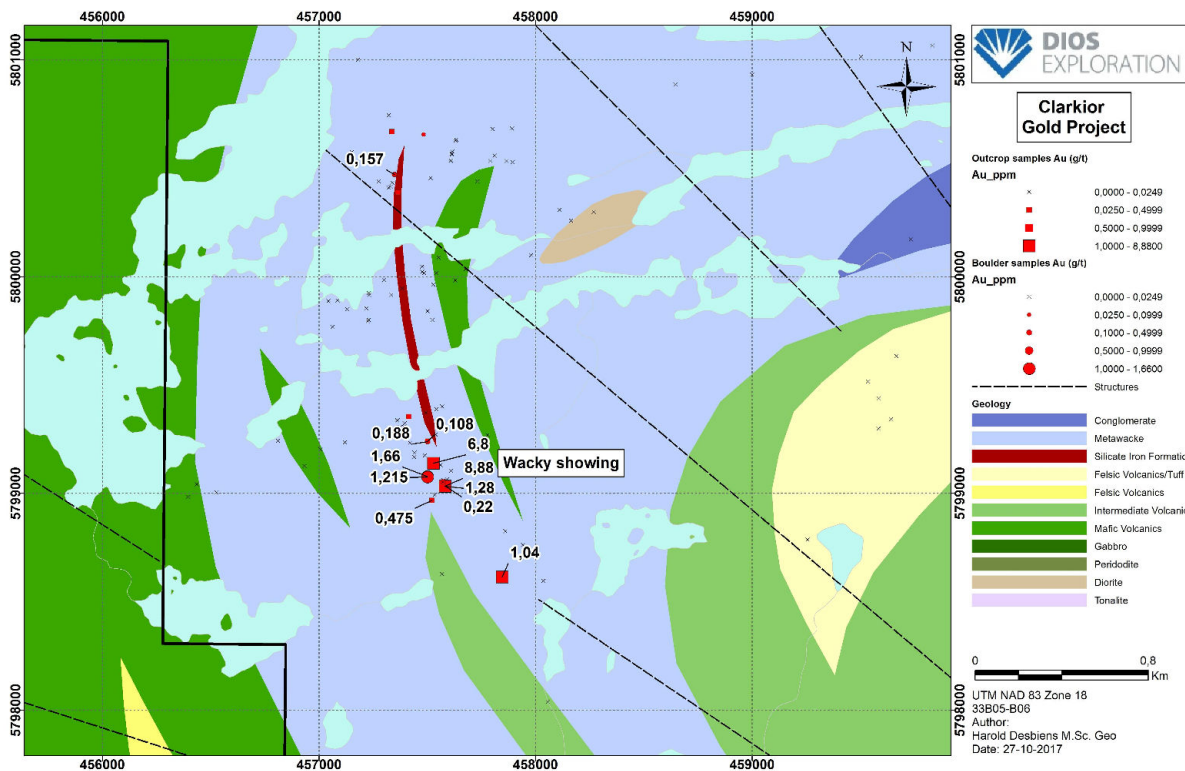 456000
457000
458000
459000
5801000
5801000
N
DIOS
EXPLORATION
Clarkior
Gold Project
0,157
Outcrop samples Au (g/t)
Au_ppm
0,0000 - 0,0249
0,0250 - 0,4999
0,5000 - 0,9999
1,0000 - 8,8800
Boulder samples Au (g/t)
Au_ppm
0,0000 - 0,0249
0,0250 - 0,0999
0,1000 - 0,4999
0,5000 - 0,9999
1,0000 - 1,6600
Structures
5800000
5800000
Geology
Conglomerate
Metawacke
Silicate Iron Formatio
Felsic Volcanics/Tuff
Felsic Volcanics
Intermediate Volcani
Mafic Volcanics
Gabbro
Peridodite
Diorite
Tonalite
0,108
0,188
6,8
1,66
8,88
Wacky showing
1,215
1,28
0,22
0,475
5799000
5799000
1,04
0
0,8
Km
UTM NAD 83 Zone 18
33B05-B06
Author:
Harold Desbiens M.Sc. Geo
Date: 27-10-2017
5798000
5798000
456000
457000
458000
459000